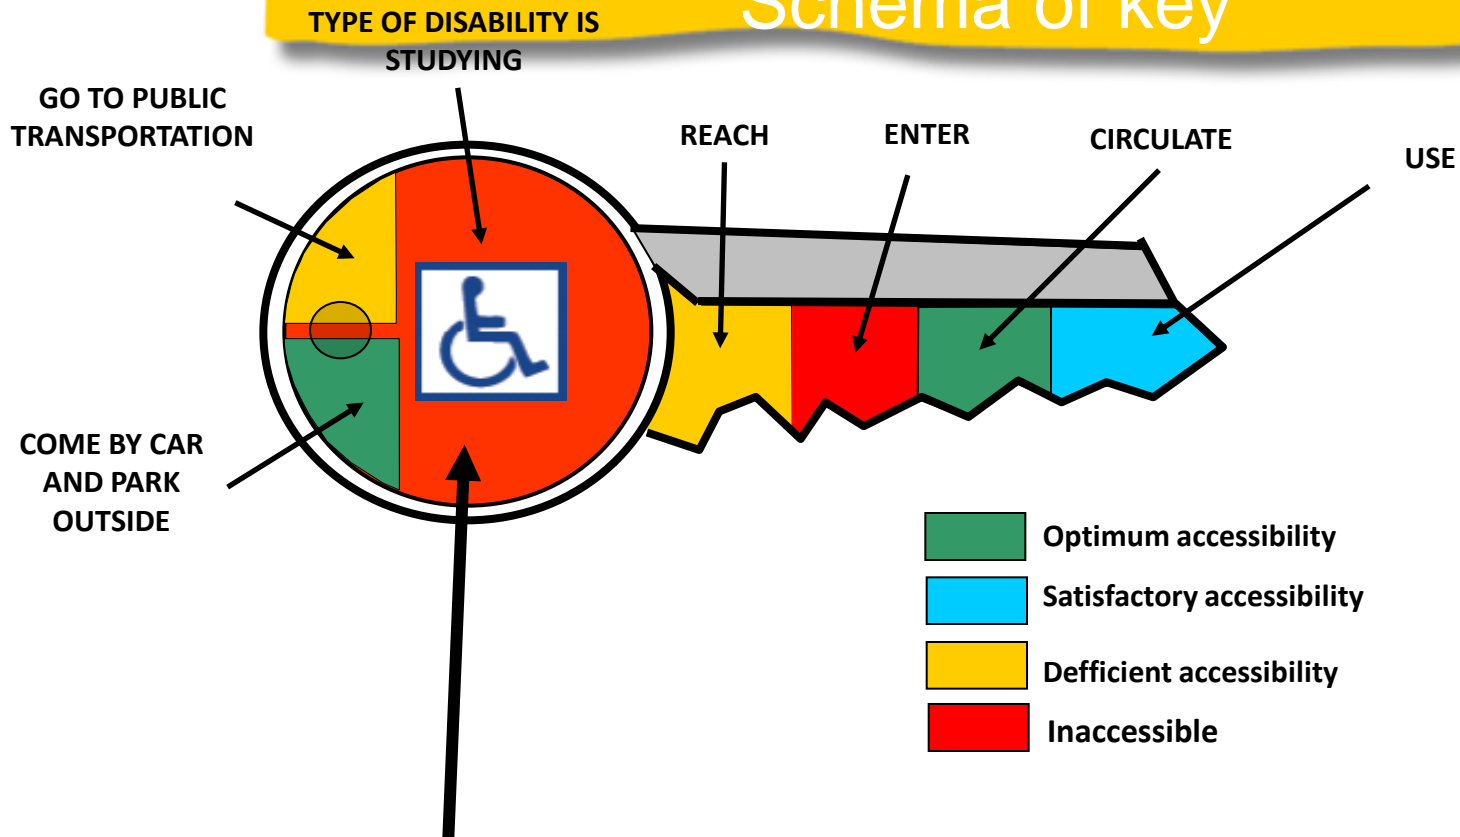 Schema of key
TYPE OF DISABILITY IS
STUDYING
GO TO PUBLIC
TRANSPORTATION
REACH
ENTER
CIRCULATE
USE
COME BY CAR
AND PARK
OUTSIDE
Optimum accessibility
Satisfactory accessibility
Defficient accessibility
Inaccessible